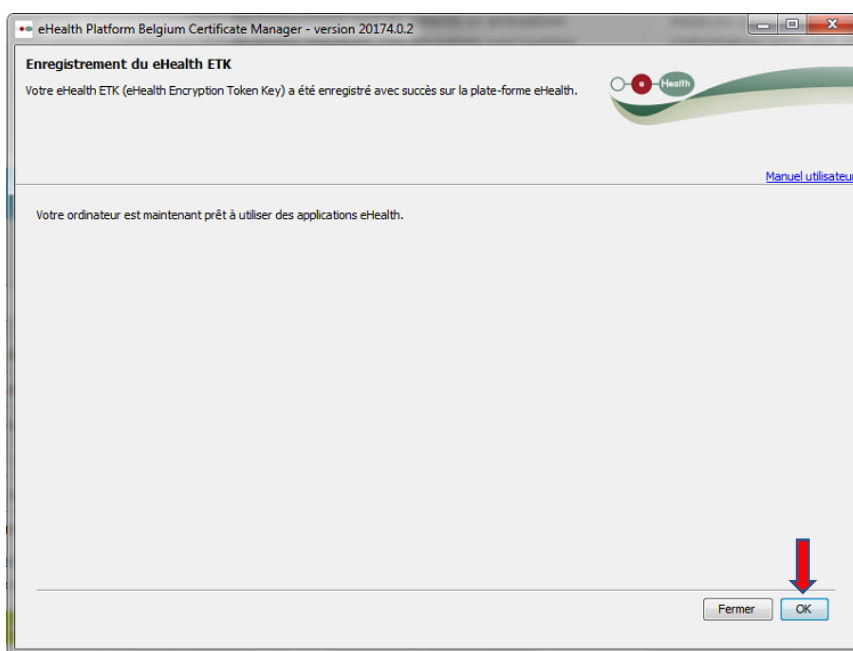 eHealth Platform Belgium Certificate Manager - version 20174.0.2
Enregistrement du eHealth ETK
Votre eHealth ETK (eHealth Encryption Token Key) a été enregistré avec succès sur la plate-forme eHealth.
Health
Manuel utilisateur
Votre ordinateur est maintenant prêt à utiliser des applications eHealth.
Fermer
OK